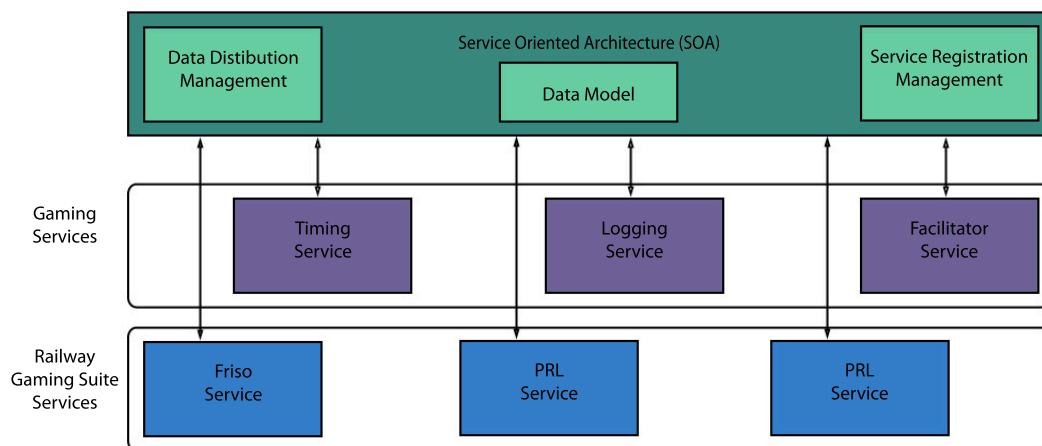 Service Oriented Architecture (SOA)
Data Distibution
Management
Data Model
Service Registration
Management
Gaming
Services
Timing
Service
Logging
Service
Facilitator
Service
Railway
Gaming Suite
Services
Friso
Service
PRL
Service
PRL
Service